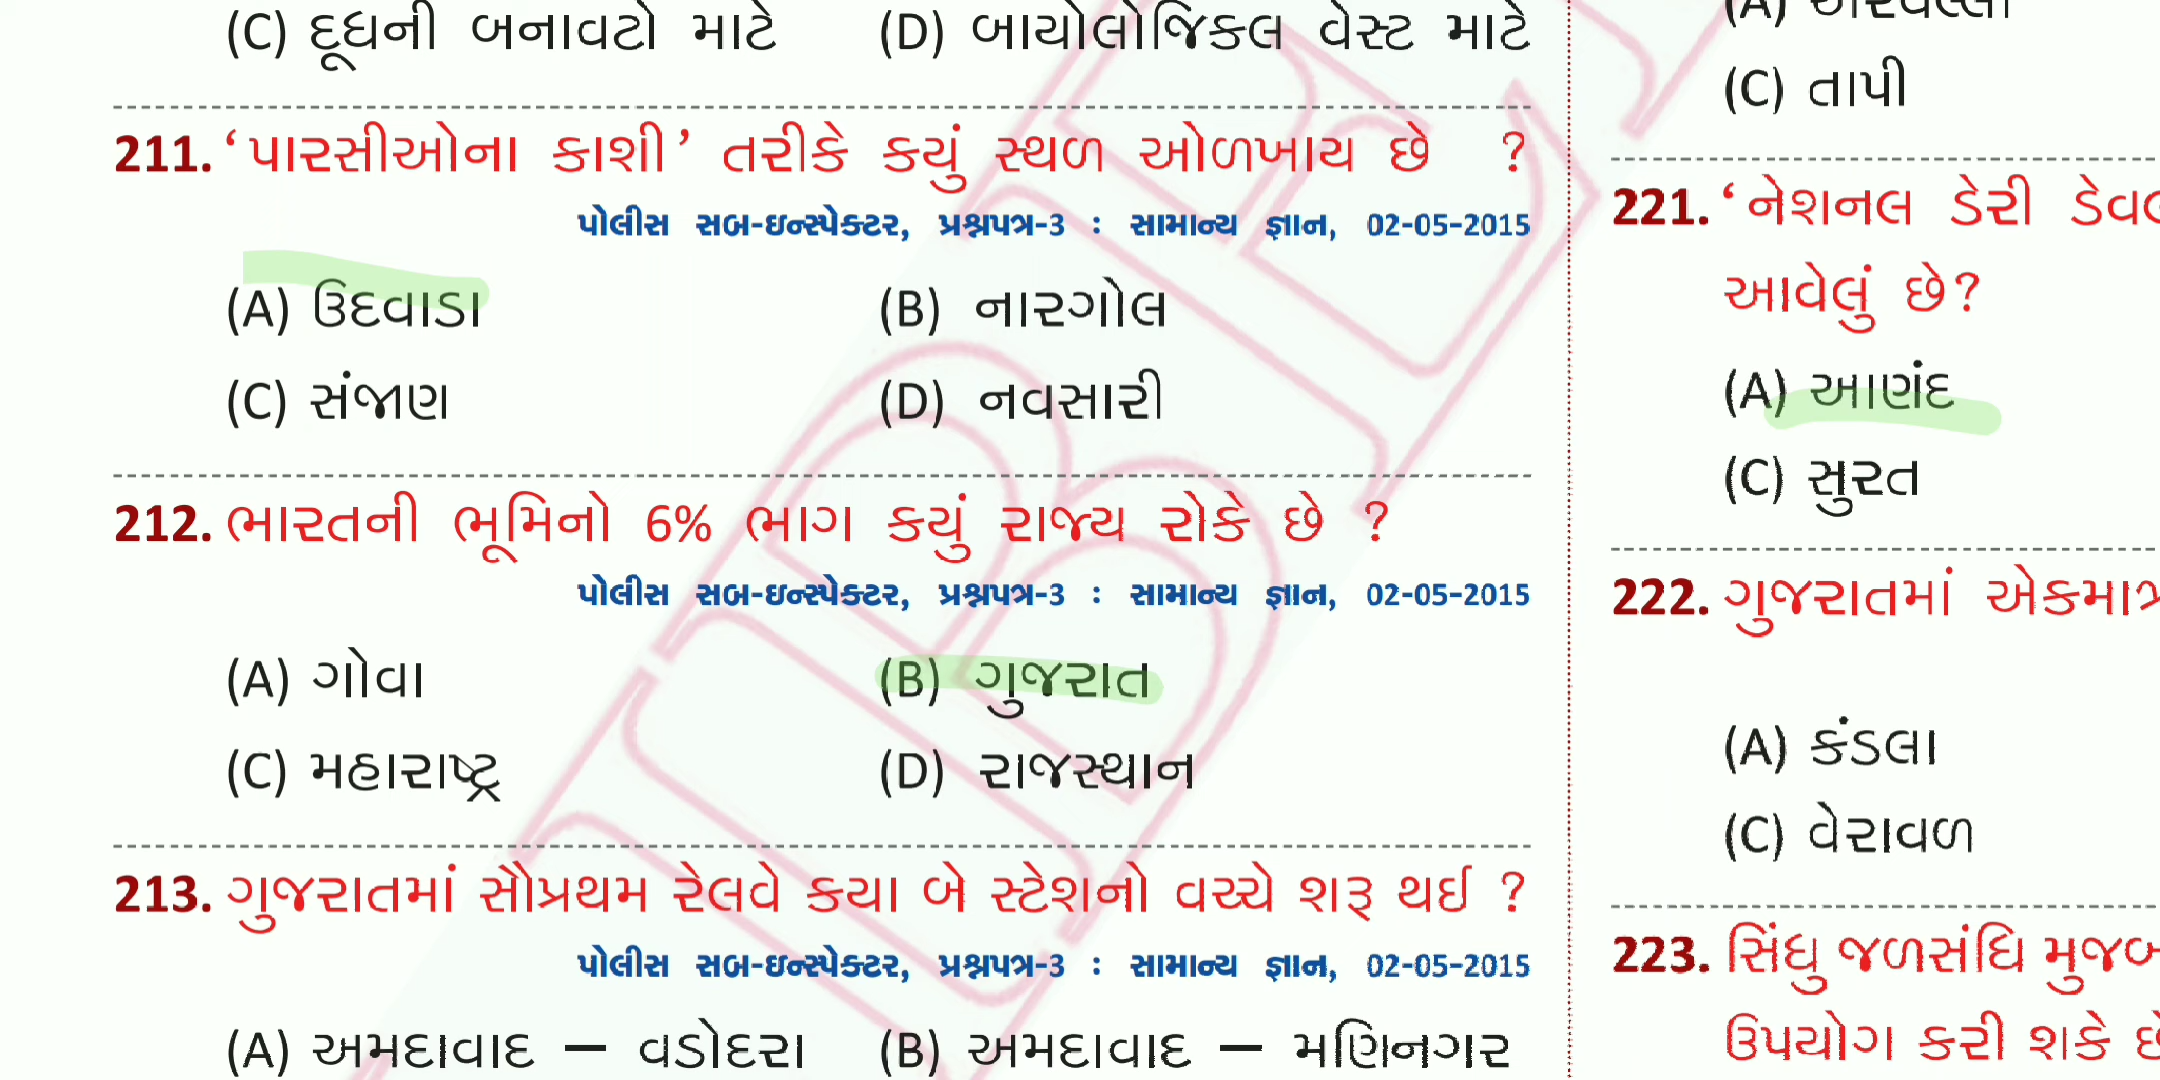 (C) દૂધની બનાવટો માટે (D) બાયોલોજિકલ વેસ્ટ માટે
211. ‘પારસીઓના કાશી’ તરીકે કયું સ્થળ ઓળખાય છે ?
પોલીસ સબ-ઇન્સ્પેક્ટર, પ્રશ્નપત્ર-3 : સામાન્ય જ્ઞાન, 02-05-2015
(A) ઉદવાડા (B) નારગોલ
(C) સંજાણ (D) નવસારી
212. ભારતની ભૂમિનો 6% ભાગ કયું રાજ્ય રોકે છે ?
પોલીસ સબ-ઇન્સ્પેક્ટર, પ્રશ્નપત્ર-3 : સામાન્ય જ્ઞાન, 02-05-2015
(A) ગોવા (B) ગુજરાત
(C) મહારાષ્ટ્ર (D) રાજસ્થાન
213. ગુજરાતમાં સૌપ્રથમ રેલવે કયા બે સ્ટેશનો વચ્ચે શરૂ થઈ ?
પોલીસ સબ-ઇન્સ્પેક્ટર, પ્રશ્નપત્ર-3 : સામાન્ય જ્ઞાન, 02-05-2015
(A) અમદાવાદ – વડોદરા (B) અમદાવાદ – મણિનગર
(C) તાપી
221. ‘નેશનલ ડેરી
આવેલું છે?
(A) આણંદ
(C) સુરત
222. ગુજરાતમાં એકમાત્ર
(A) કંડલા
(C) વેરાવળ
223. સિંધુ જળસંધિ
ઉપયોગ કરી શકે